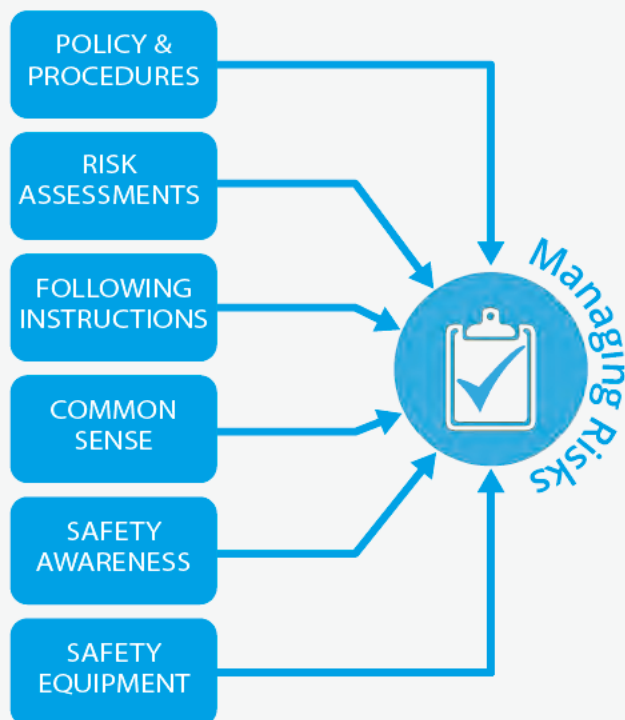 POLICY &
PROCEDURES
RISK
ASSESSMENTS
FOLLOWING
INSTRUCTIONS
COMMON
SENSE
SAFETY
AWARENESS
SAFETY
EQUIPMENT
Managing Risks